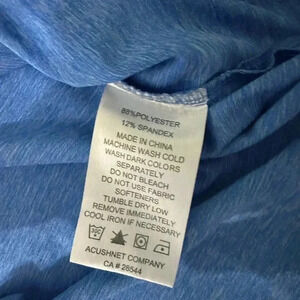 88%POLYESTER
12% SPANDEX
MADE IN CHINA
MACHINE WASH COLD
WASH DARK COLORS
SEPARATELY
DO NOT BLEACH
DO NOT USE FABRIC
SOFTENERS
TUMBLE DRY LOW
REMOVE IMMEDIATELY
COOL IRON IF NECESSARY
ACUSHNET COMPANY
CA # 28544